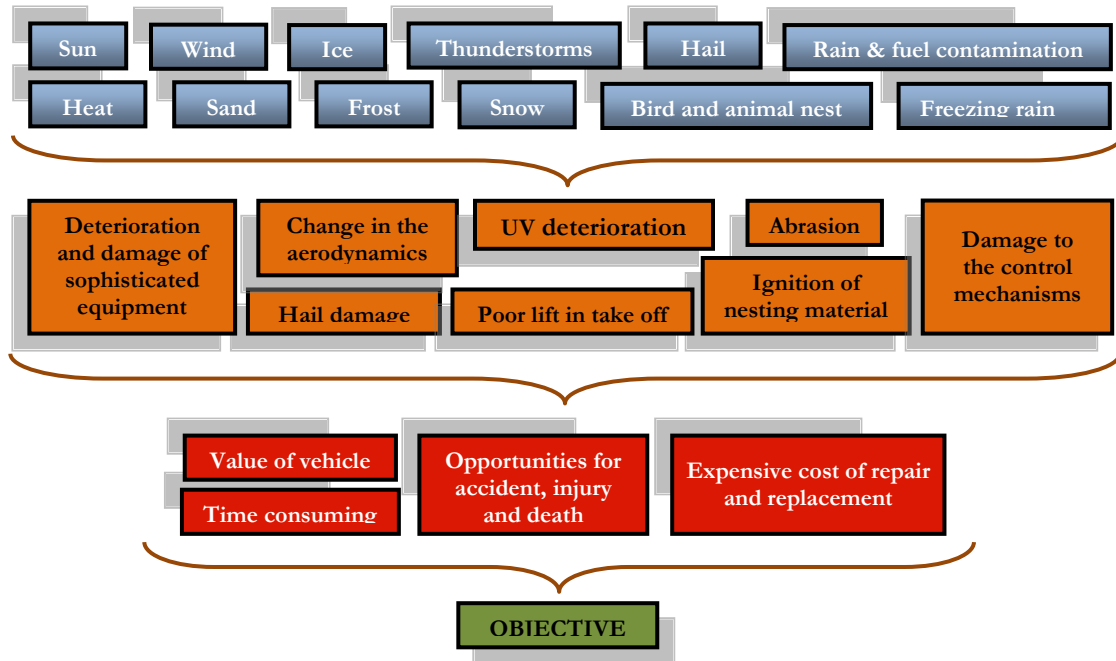 Sun
Wind
Ice
Thunderstorms
Hail
Rain & fuel contamination
Heat
Sand
Frost
Snow
Bird and animal nest
Freezing rain
Deterioration
and damage of
sophisticated
equipment
Change in the
aerodynamics
UV deterioration
Abrasion
Damage to
the control
mechanisms
Hail damage
Poor lift in take off
Ignition of
nesting material
Value of vehicle
Time consuming
Opportunities for
accident, injury
and death
Expensive cost of repair
and replacement
OBJECTIVE